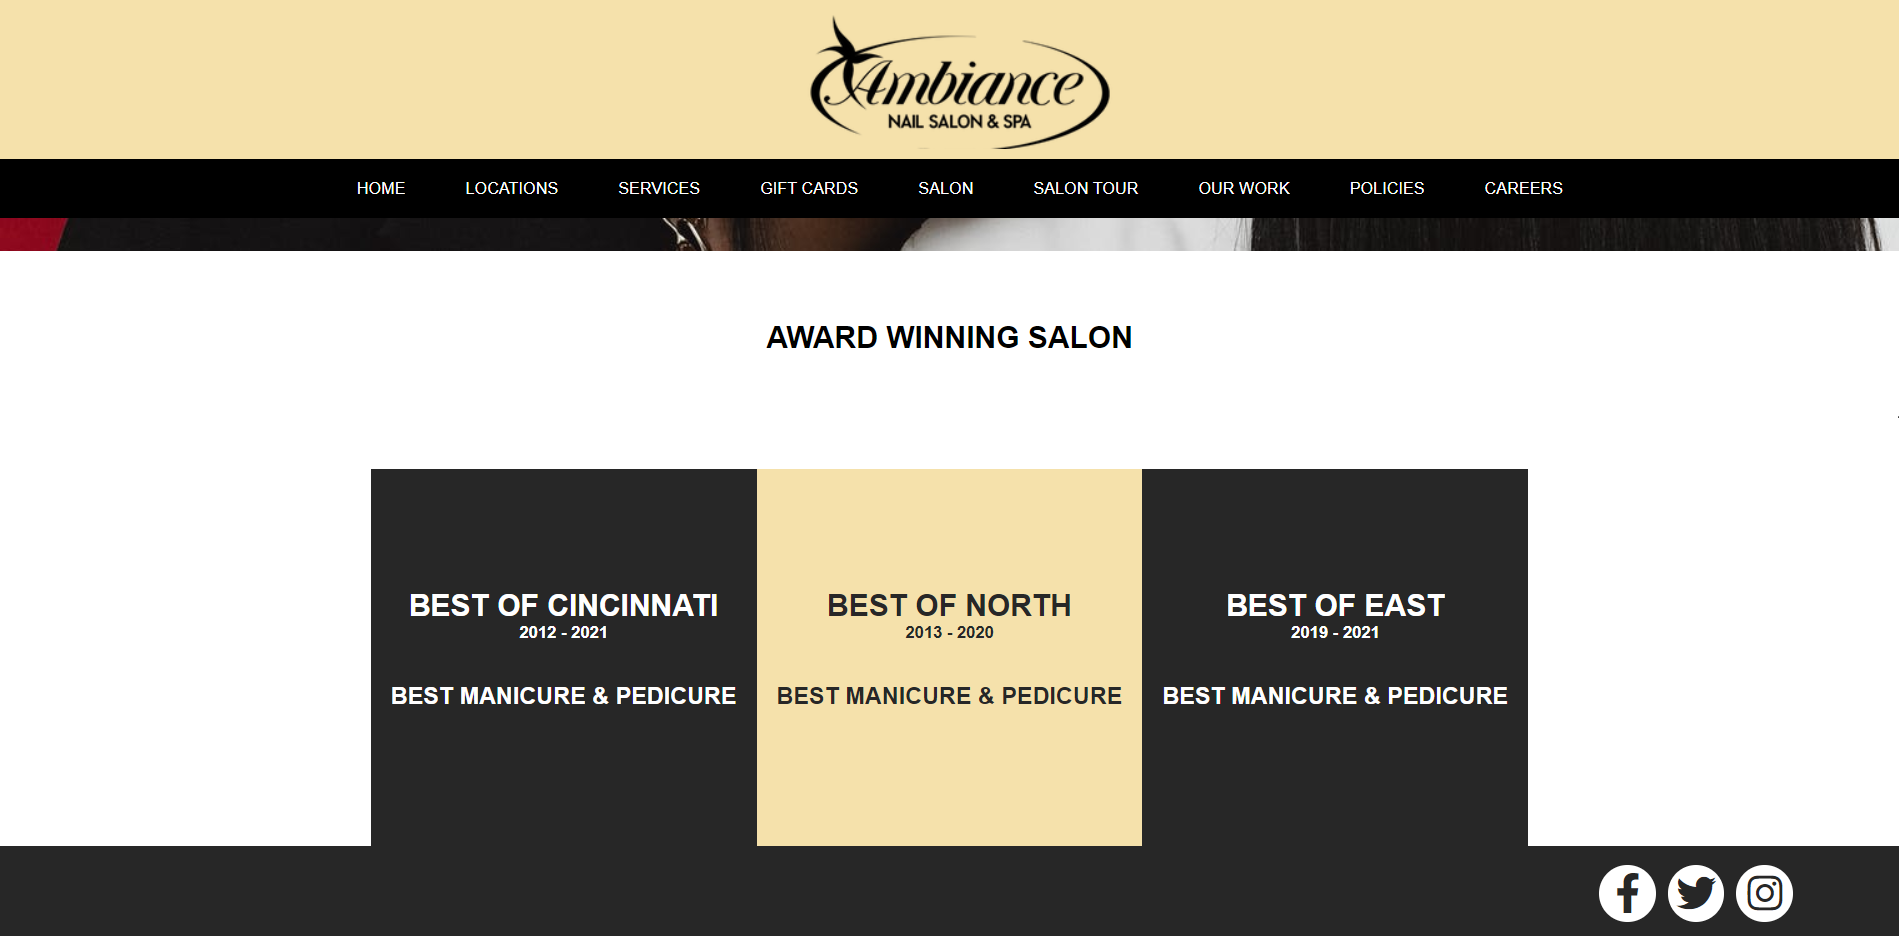 Ambiance
NAIL SALON & SPA
HOME LOCATIONS SERVICES GIFT CARDS SALON SALON TOUR OUR WORK POLICIES CAREERS
AWARD WINNING SALON
BEST OF CINCINNATI
2012 - 2021
BEST MANICURE & PEDICURE
BEST OF NORTH
2013 - 2020
BEST MANICURE & PEDICURE
BEST OF EAST
2019 - 2021
BEST MANICURE & PEDICURE